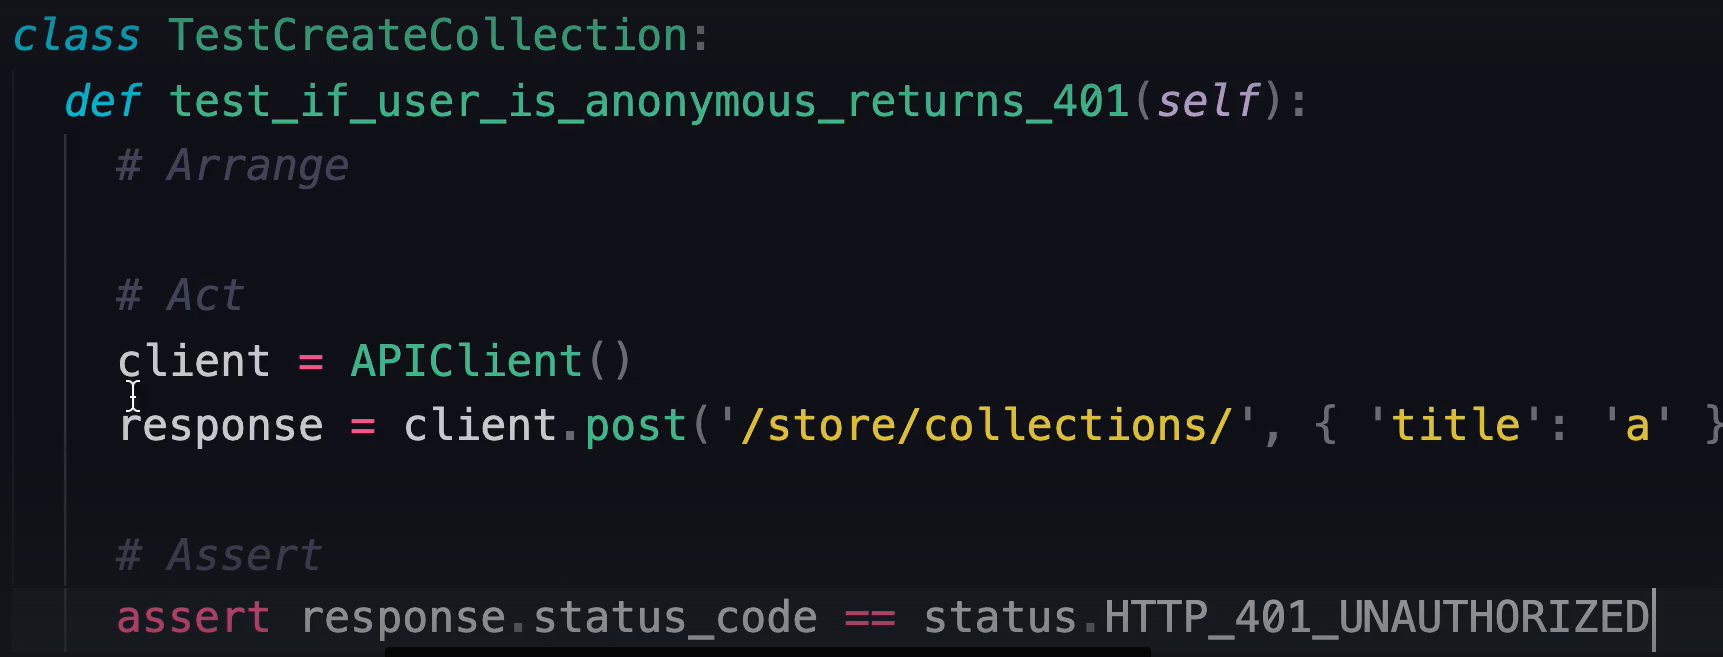 class TestCreateCollection:
def test_if_user_is_anonymous_returns_401(self):
# Arrange
# Act
client = APIClient()
response = client.post('/store/collections/', { 'title': 'a' }
# Assert
assert response.status_code == status.HTTP_401_UNAUTHORIZED